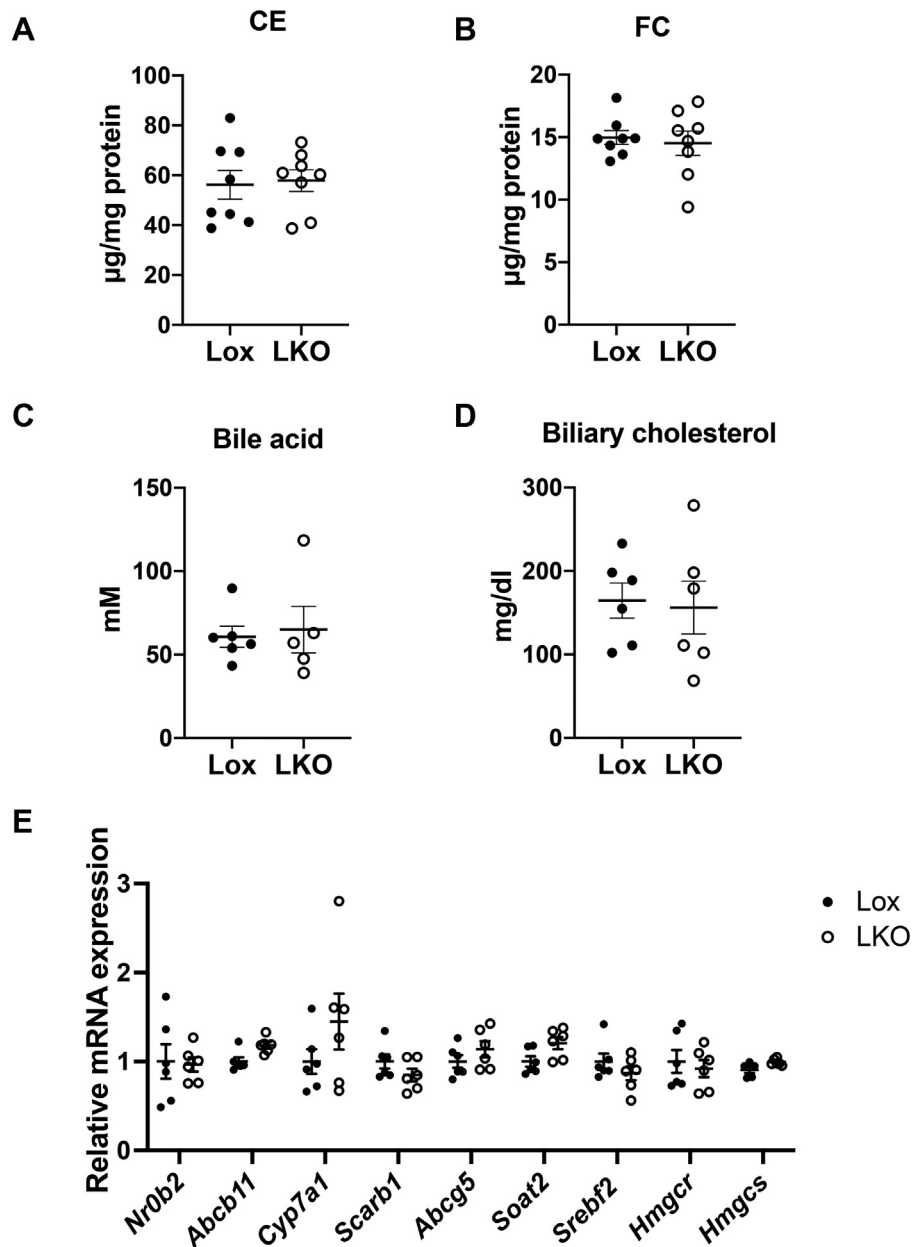 A
CE
µg/mg protein
100
80
60
40
20
0
Lox LKO
B
FC
µg/mg protein
20
15
10
5
0
Lox LKO
C
Bile acid
mM
150
100
50
0
Lox LKO
D
Biliary cholesterol
mg/dl
300
200
100
0
Lox LKO
E
Relative mRNA expression
3
2
1
0
Nr0b2
Abcb11
Cyp7a1
Scarb1
Abcg5
Soat2
Srebf2
Hmgcr
Hmgcs
Lox
LKO